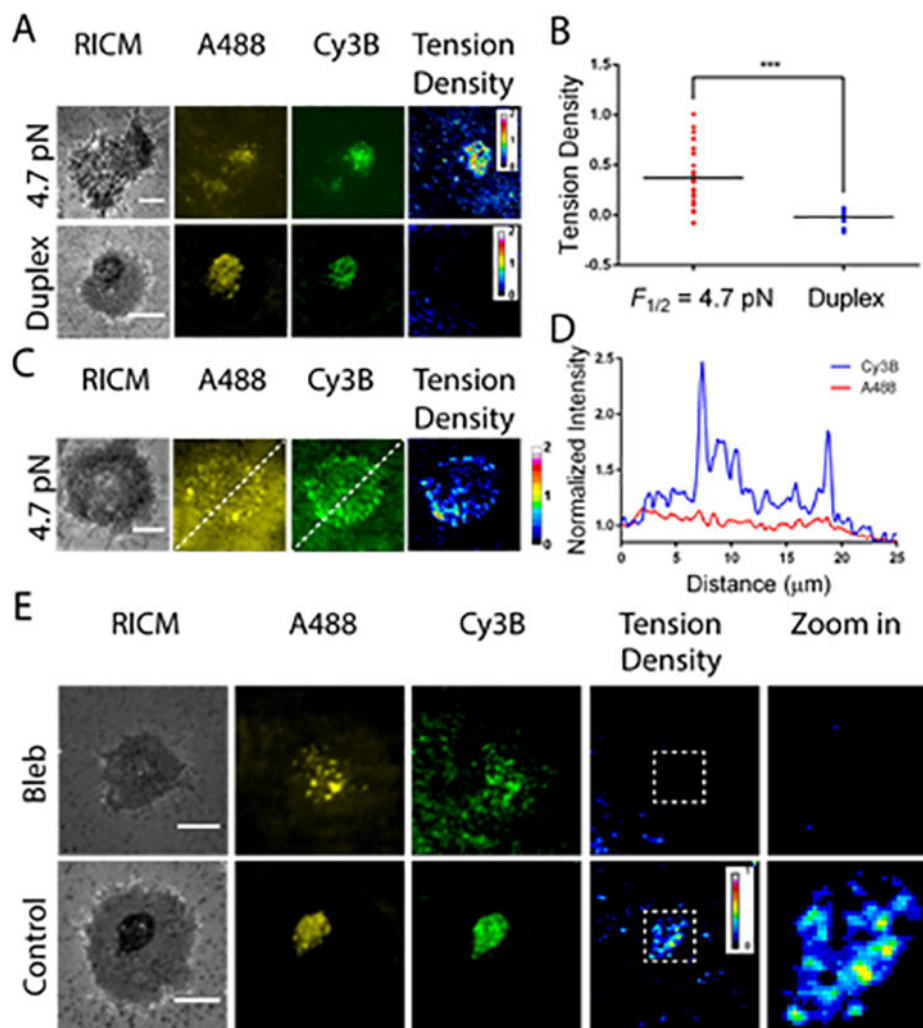 A
RICM A488 Cy3B Tension
Density
4.7 pN
2
1
0
Duplex
2
1
0
B
***
Tension Density
1.5
1.0
0.5
0.0
-0.5
F1/2 = 4.7 pN Duplex
C
RICM A488 Cy3B Tension
Density
4.7 pN
2
1
0
D
Normalized Intensity
2.5
2.0
1.5
1.0
Cy3B
A488
0 5 10 15 20 25
Distance (μm)
E
RICM A488 Cy3B Tension Zoom in
Density
Bleb
Control
1
0